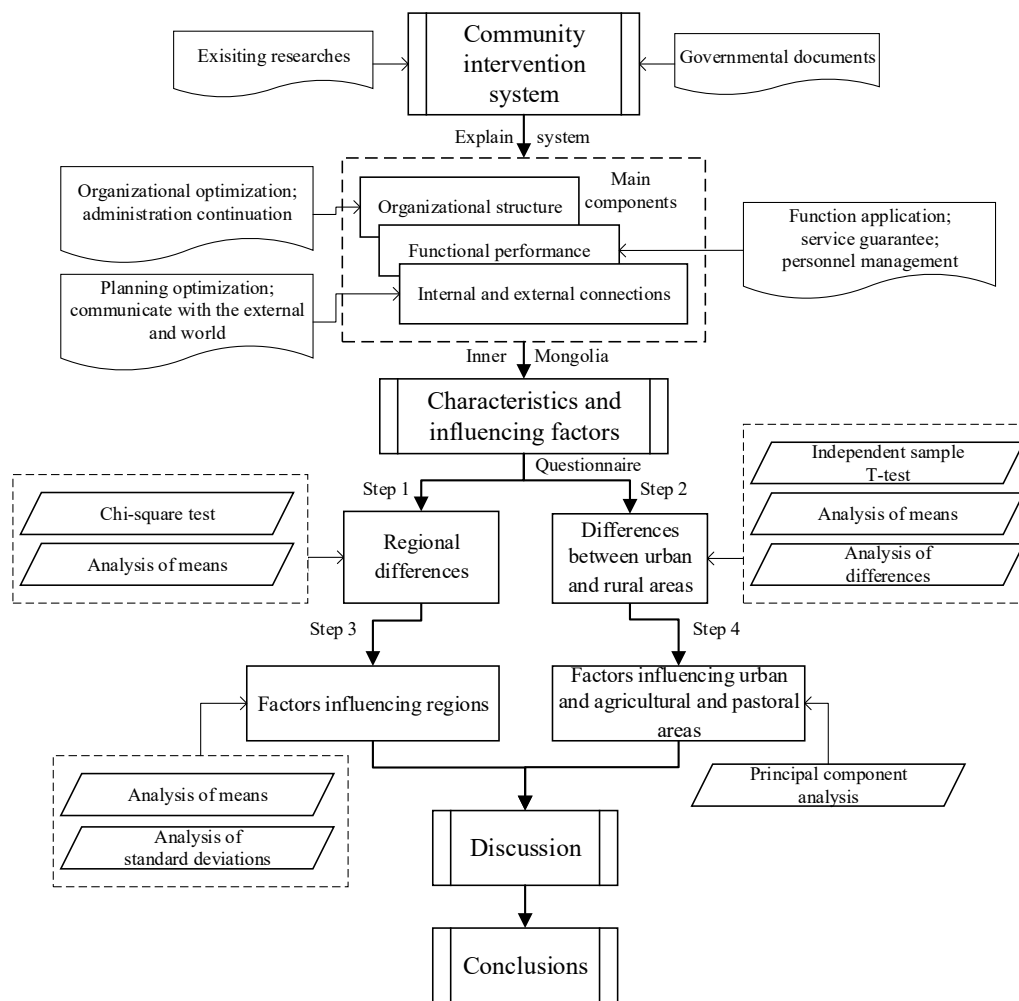 Community
intervention
system
Exisiting researches
Governmental documents
Explain system
Organizational optimization;
administration continuation
Main
components
Organizational structure
Functional performance
Internal and external connections
Function application;
service guarantee;
personnel management
Planning optimization;
communicate with the external
and world
Inner Mongolia
Characteristics and
influencing factors
Questionnaire
Step 1
Step 2
Chi-square test
Analysis of means
Regional
differences
Differences
between urban
and rural areas
Independent sample
T-test
Analysis of means
Analysis of
differences
Step 3
Step 4
Factors influencing regions
Factors influencing urban
and agricultural and pastoral
areas
Analysis of means
Analysis of
standard deviations
Principal component
analysis
Discussion
Conclusions